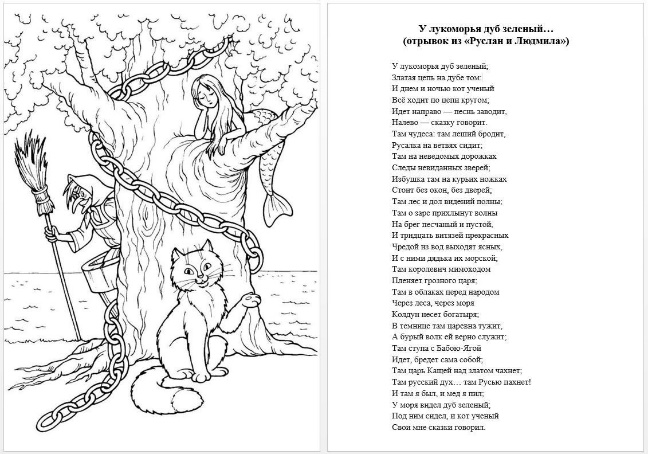 У лукоморья дуб зеленый…
(отрывок из «Руслан и Людмила»)
У лукоморья дуб зеленый;
Златая цепь на дубе том:
И днем и ночью кот ученый
Всё ходит по цепи кругом;
Идет направо — песнь заводит,
Налево — сказку говорит.
Там чудеса: там леший бродит,
Русалка на ветвях сидит;
Там на неведомых дорожках
Следы невиданных зверей;
Избушка там на курьих ножках
Стоит без окон, без дверей;
Там лес и дол видений полны;
Там о заре прихлынут волны
На брег песчаный и пустой,
И тридцать витязей прекрасных
Чредой из вод выходят ясных,
И с ними дядька их морской;
Там королевич мимоходом
Пленяет грозного царя;
Там в облаках перед народом
Через леса, через моря
Колдун несет богатыря;
В темнице там царевна тужит,
А бурый волк ей верно служит;
Там ступа с Бабою-Ягой
Идет, бредет сама собой;
Там царь Кащей над златом чахнет;
Там русский дух… там Русью пахнет!
И там я был, и мед я пил;
У моря видел дуб зеленый;
Под ним сидел, и кот ученый
Свои мне сказки говорил.